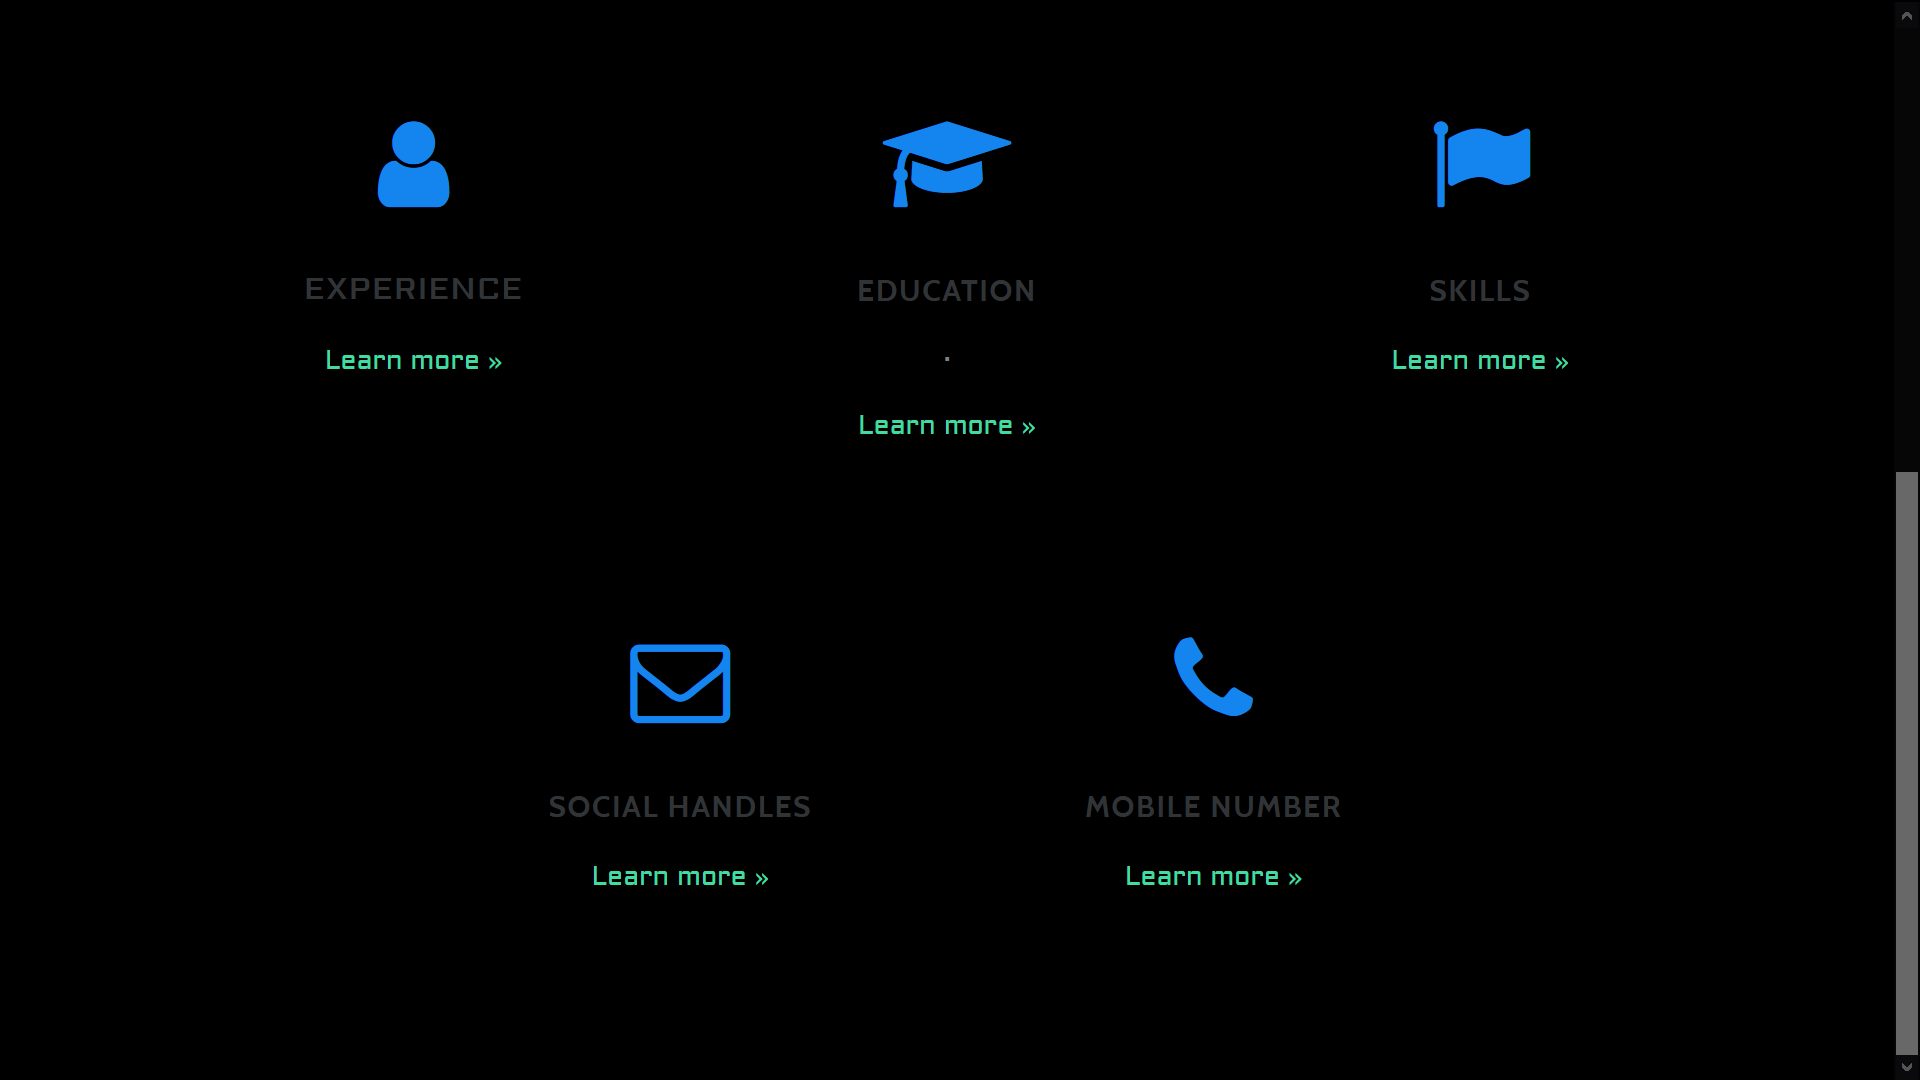 EXPERIENCE
Learn more »
EDUCATION
.
Learn more »
SKILLS
Learn more »
SOCIAL HANDLES
Learn more »
MOBILE NUMBER
Learn more »